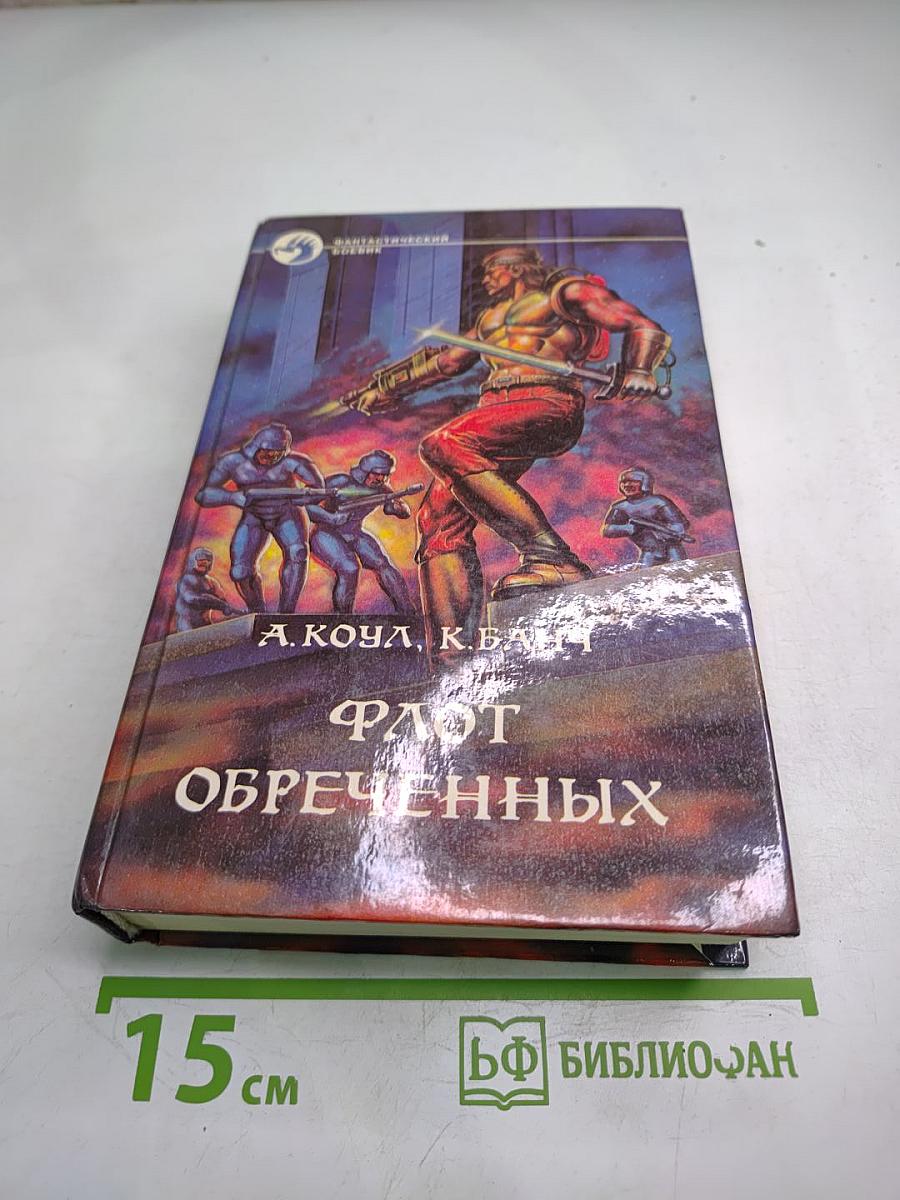 ФАНТАСТИЧЕСКИЙ
БОЕВИК
А. КОУЛ, К. БАНЧ
ФЛОТ
ОБРЕЧЕННЫХ
15 см
БФ БИБЛИОФАН